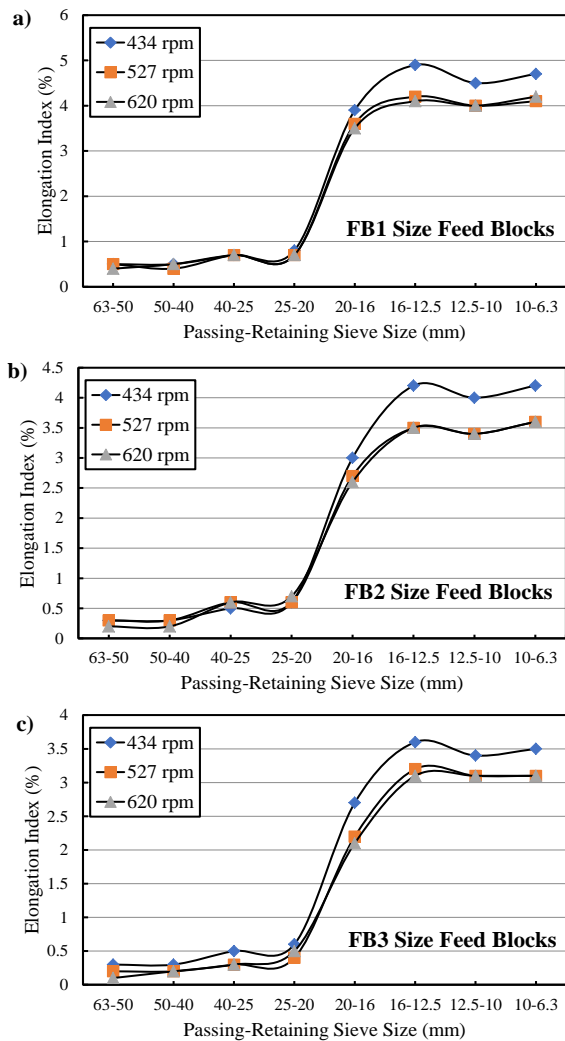 a)
6
5
4
3
2
1
0
Elongation Index (%)
434 rpm
527 rpm
620 rpm
FB1 Size Feed Blocks
63-50 50-40 40-25 25-20 20-16 16-12.5 12.5-10 10-6.3
Passing-Retaining Sieve Size (mm)
b)
4.5
4
3.5
3
2.5
2
1.5
1
0.5
0
Elongation Index (%)
434 rpm
527 rpm
620 rpm
FB2 Size Feed Blocks
63-50 50-40 40-25 25-20 20-16 16-12.5 12.5-10 10-6.3
Passing-Retaining Sieve Size (mm)
c)
4
3.5
3
2.5
2
1.5
1
0.5
0
Elongation Index (%)
434 rpm
527 rpm
620 rpm
FB3 Size Feed Blocks
63-50 50-40 40-25 25-20 20-16 16-12.5 12.5-10 10-6.3
Passing-Retaining Sieve Size (mm)